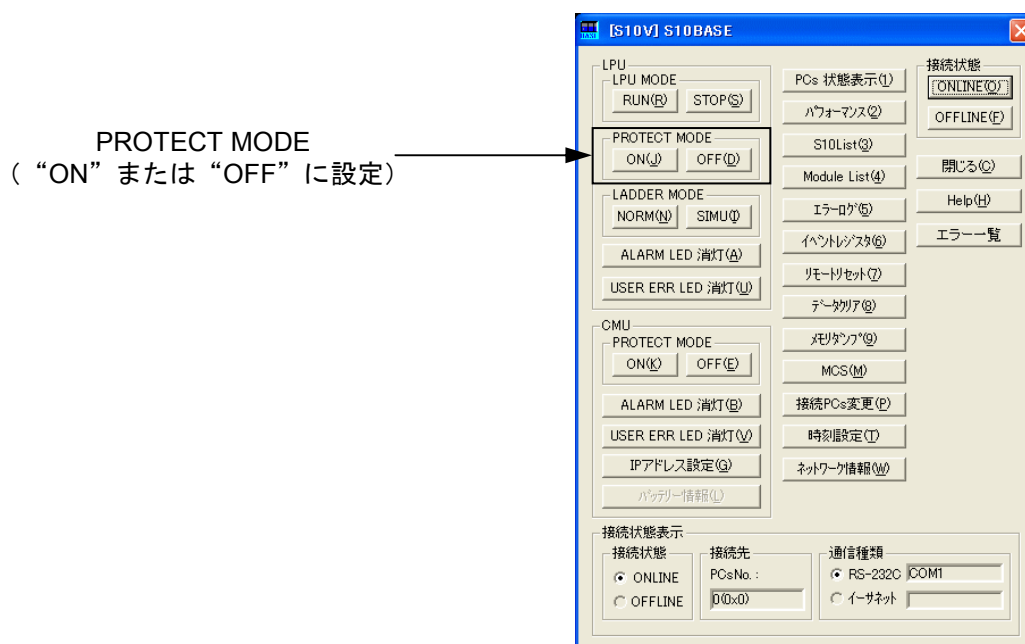 PROTECT MODE
(“ON”または“OFF”に設定)
[S10V] S10BASE
LPU
LPU MODE
RUN(R) STOP(S)
PROTECT MODE
ON(J) OFF(D)
LADDER MODE
NORM(N) SIMU(I)
ALARM LED 消灯(A)
USER ERR LED 消灯(U)
CMU
PROTECT MODE
ON(K) OFF(E)
ALARM LED 消灯(B)
USER ERR LED 消灯(V)
IPアドレス設定(G)
バッテリー情報(L)
PCs 状態表示(1)
パフォーマンス(2)
S10List(3)
Module List(4)
エラーログ(5)
イベントレジスタ(6)
リモートリセット(7)
データクリア(8)
メモリダンプ(9)
MCS(M)
接続PCs変更(P)
時刻設定(T)
ネットワーク情報(W)
接続状態
ONLINE(O)
OFFLINE(F)
閉じる(C)
Help(H)
エラー一覧
接続状態表示
接続状態
ONLINE
OFFLINE
接続先
PCsNo. :
0(0x0)
通信種類
RS-232C COM1
イーサネット